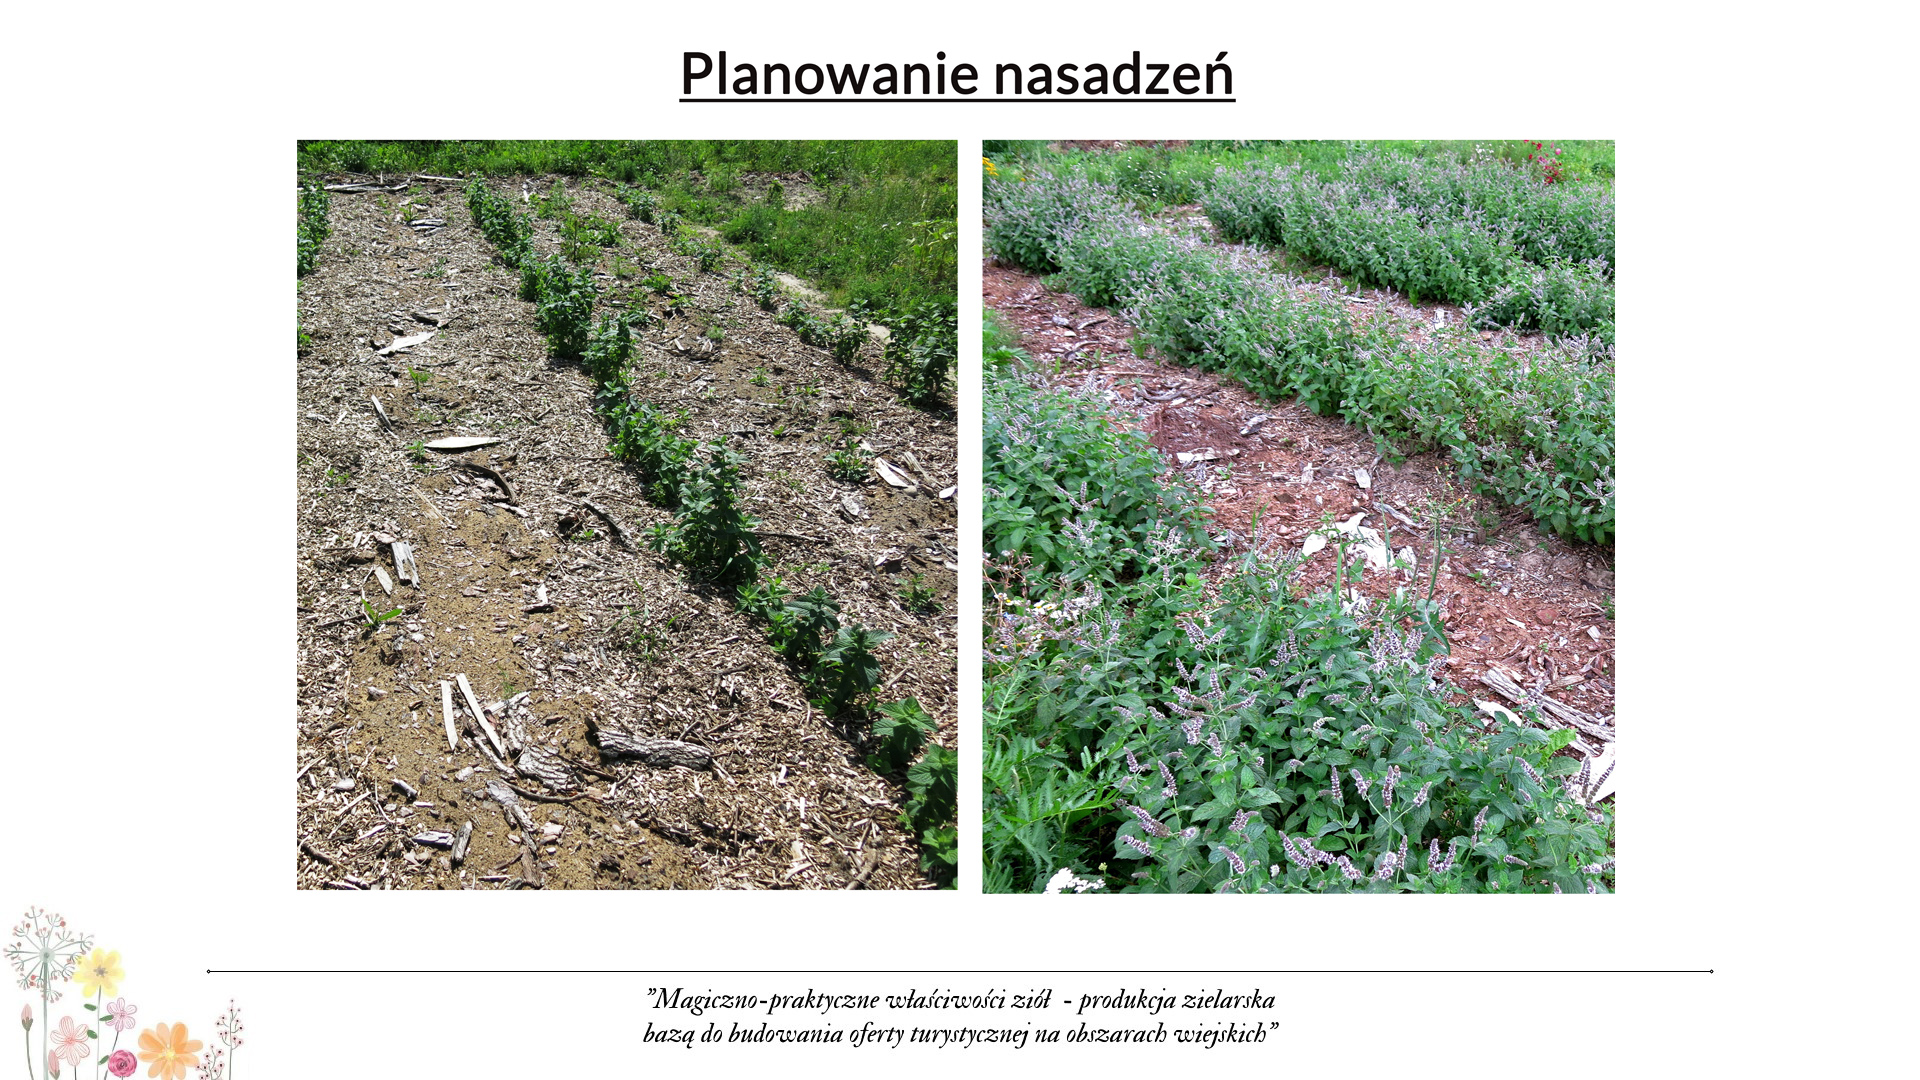 Planowanie nasadzeń
”Magiczno-praktyczne właściwości ziół - produkcja zielarska
bazą do budowania oferty turystycznej na obszarach wiejskich”